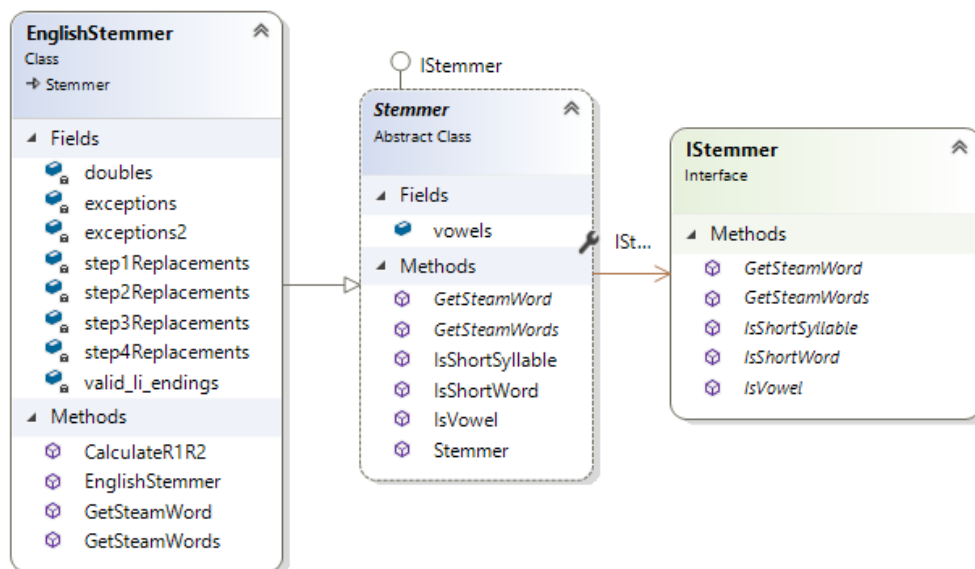 EnglishStemmer
Class
Stemmer
Fields
doubles
exceptions
exceptions2
step1Replacements
step2Replacements
step3Replacements
step4Replacements
valid_li_endings
Methods
CalculateR1R2
EnglishStemmer
GetSteamWord
GetSteamWords
IStemmer
Stemmer
Abstract Class
Fields
vowels
Methods
GetSteamWord
GetSteamWords
IsShortSyllable
IsShortWord
IsVowel
Stemmer
ISt...
IStemmer
Interface
Methods
GetSteamWord
GetSteamWords
IsShortSyllable
IsShortWord
IsVowel